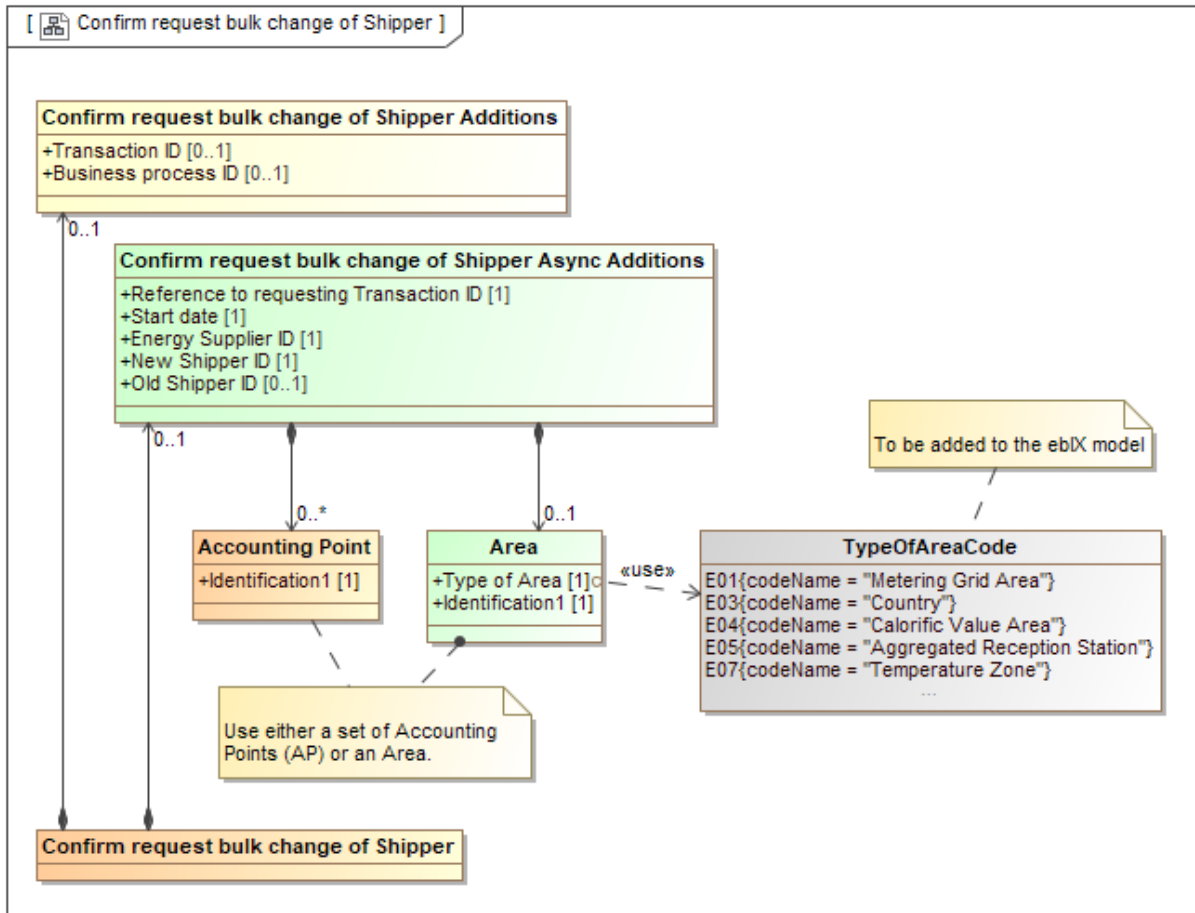 [ Confirm request bulk change of Shipper ]
Confirm request bulk change of Shipper Additions
+Transaction ID [0..1]
+Business process ID [0..1]
0..1
Confirm request bulk change of Shipper Async Additions
+Reference to requesting Transaction ID [1]
+Start date [1]
+Energy Supplier ID [1]
+New Shipper ID [1]
+Old Shipper ID [0..1]
0..1
To be added to the ebIX model
0..*
0..1
Accounting Point
+Identification1 [1]
Area
+Type of Area [1]
+Identification1 [1]
«use»
TypeOfAreaCode
E01{codeName = "Metering Grid Area"}
E03{codeName = "Country"}
E04{codeName = "Calorific Value Area"}
E05{codeName = "Aggregated Reception Station"}
E07{codeName = "Temperature Zone"}
...
Use either a set of Accounting
Points (AP) or an Area.
Confirm request bulk change of Shipper